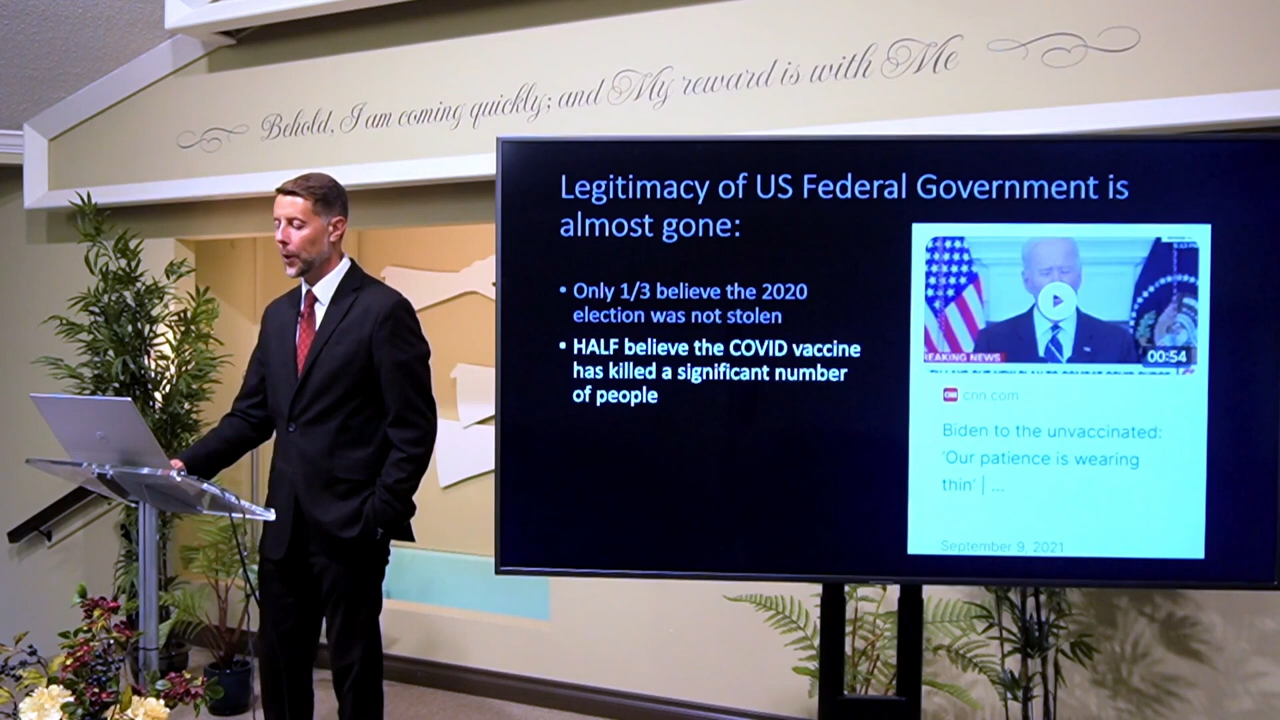 Behold, I am coming quickly; and My reward is with Me
Legitimacy of US Federal Government is
almost gone:
• Only 1/3 believe the 2020
election was not stolen
• HALF believe the COVID vaccine
has killed a significant number
of people
REAKING NEWS
00:54
CNN
cnn.com
Biden to the unvaccinated:
'Our patience is wearing
thin' | ...
September 9, 2021